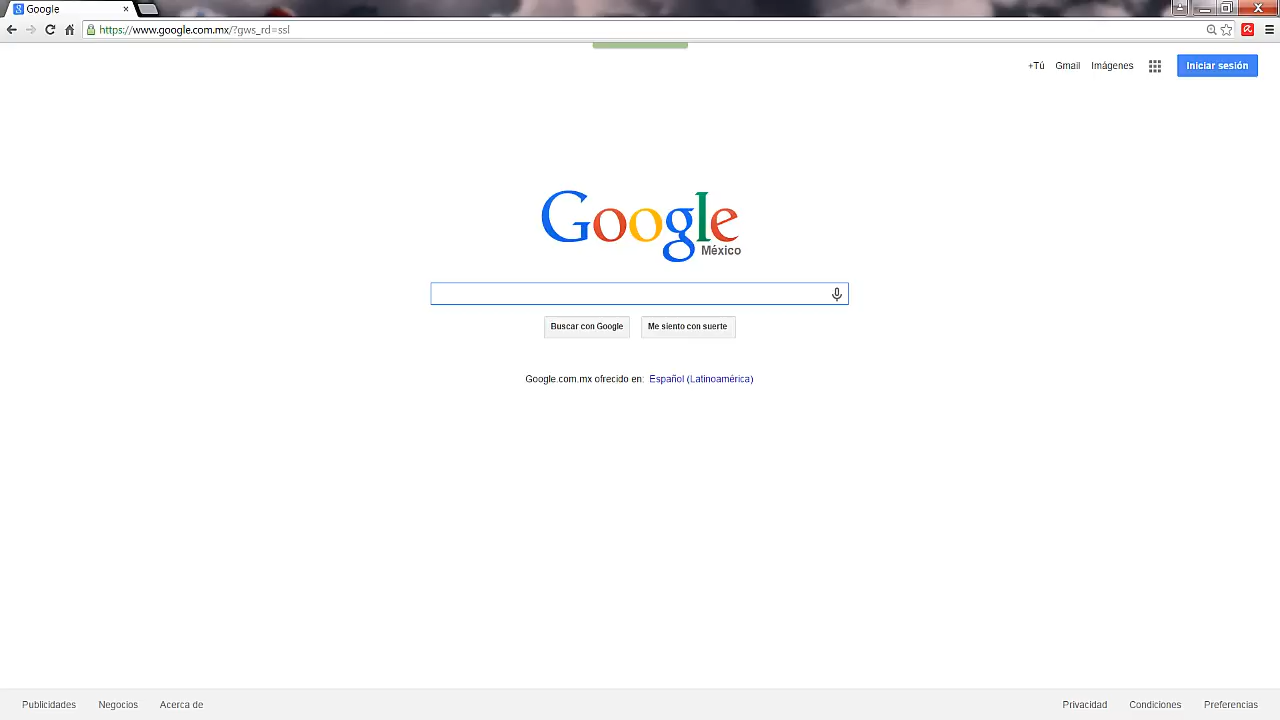 Google
https://www.google.com.mx/?gws_rd=ssl
+Tú Gmail Imágenes Iniciar sesión
Google
México
Buscar con Google Me siento con suerte
Google.com.mx ofrecido en: Español (Latinoamérica)
Publicidades Negocios Acerca de Privacidad Condiciones Preferencias